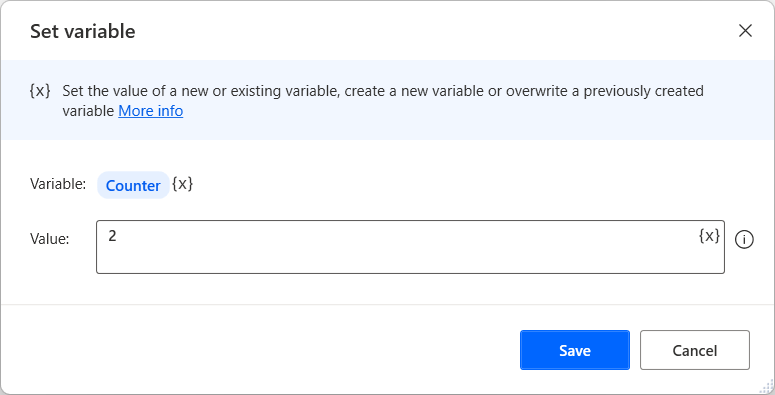 Set variable
{x} Set the value of a new or existing variable, create a new variable or overwrite a previously created
variable More info
Variable: Counter {x}
Value: 2 {x}
Save Cancel